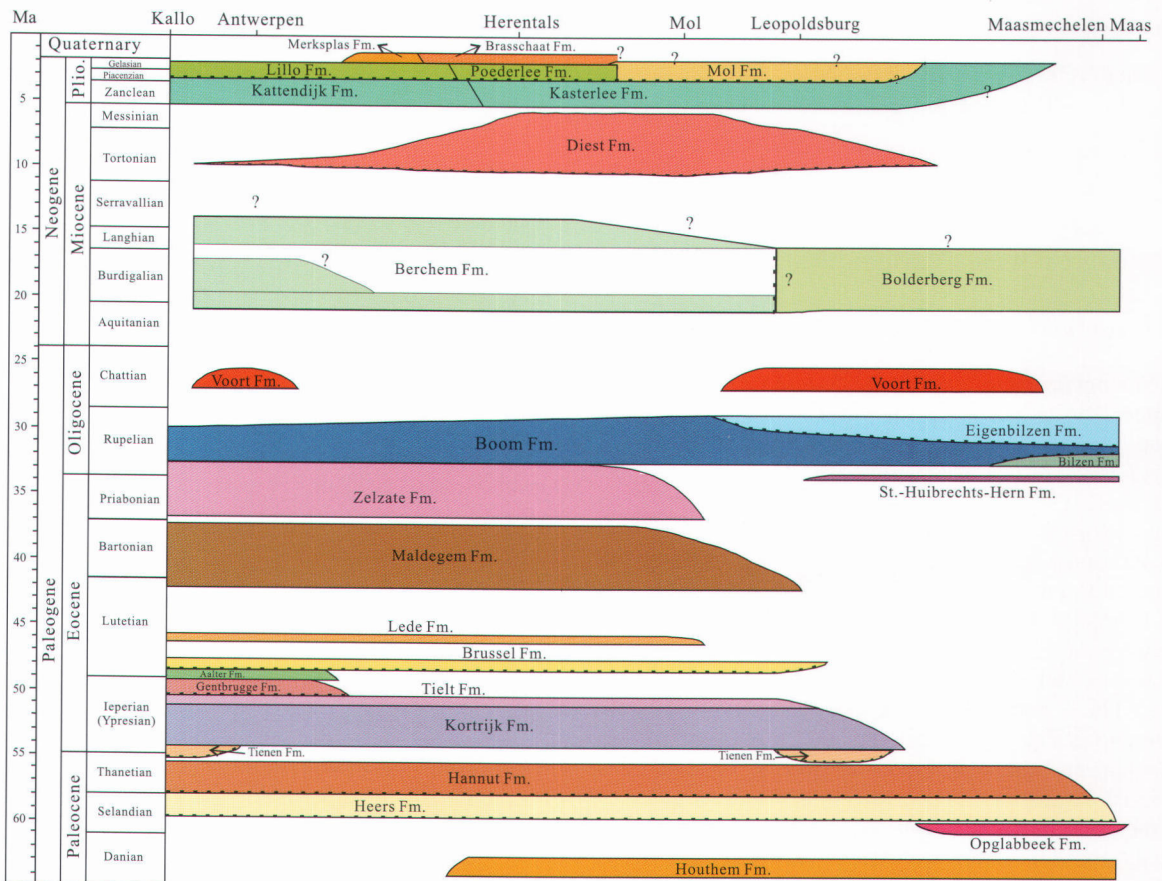 Ma Kallo Antwerpen Herentals Mol Leopoldsburg Maasmechelen Maas
Quaternary
Merksplas Fm. Brasschaat Fm.
? ? ?
Plio.
Gelasian
Piacenzian
Zanclean
Lillo Fm. Poederlee Fm. Mol Fm.
?
Kattendijk Fm. Kasterlee Fm.
?
5
Neogene
Miocene
Messinian
Tortonian
Diest Fm.
10
Serravallian
? ?
15
Langhian
?
Burdigalian
?
Berchem Fm.
?
Bolderberg Fm.
20
Aquitanian
25
Paleogene
Oligocene
Chattian
Voort Fm. Voort Fm.
30
Rupelian
Boom Fm.
Eigenbilzen Fm.
Bilzen Fm.
35
Eocene
Priabonian
Zelzate Fm.
St.-Huibrechts-Hern Fm.
Bartonian
Maldegem Fm.
40
Lutetian
45
Lede Fm.
Brussel Fm.
Aalter Fm.
50
Gentbrugge Fm.
Tielt Fm.
Ieperian
(Ypresian)
Kortrijk Fm.
55
Tienen Fm. Tienen Fm.
Paleocene
Thanetian
Hannut Fm.
Selandian
Heers Fm.
60
Opglabbeek Fm.
Danian
Houthem Fm.